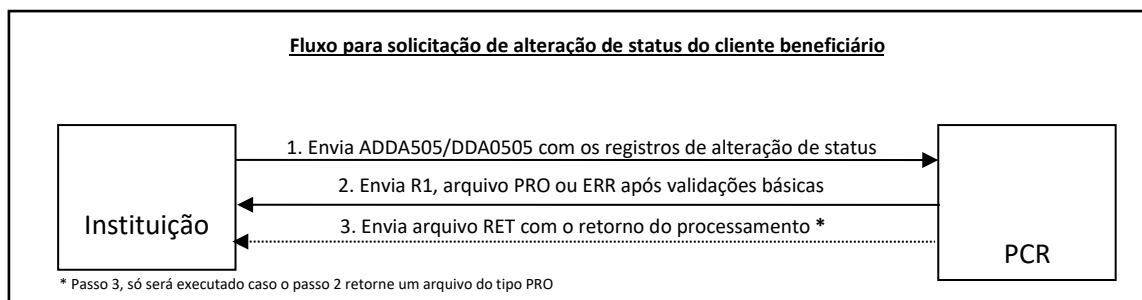 Fluxo para solicitação de alteração de status do cliente beneficiário
1. Envia ADDA505/DDA0505 com os registros de alteração de status
2. Envia R1, arquivo PRO ou ERR após validações básicas
Instituição
3. Envia arquivo RET com o retorno do processamento *
PCR
* Passo 3, só será executado caso o passo 2 retorne um arquivo do tipo PRO